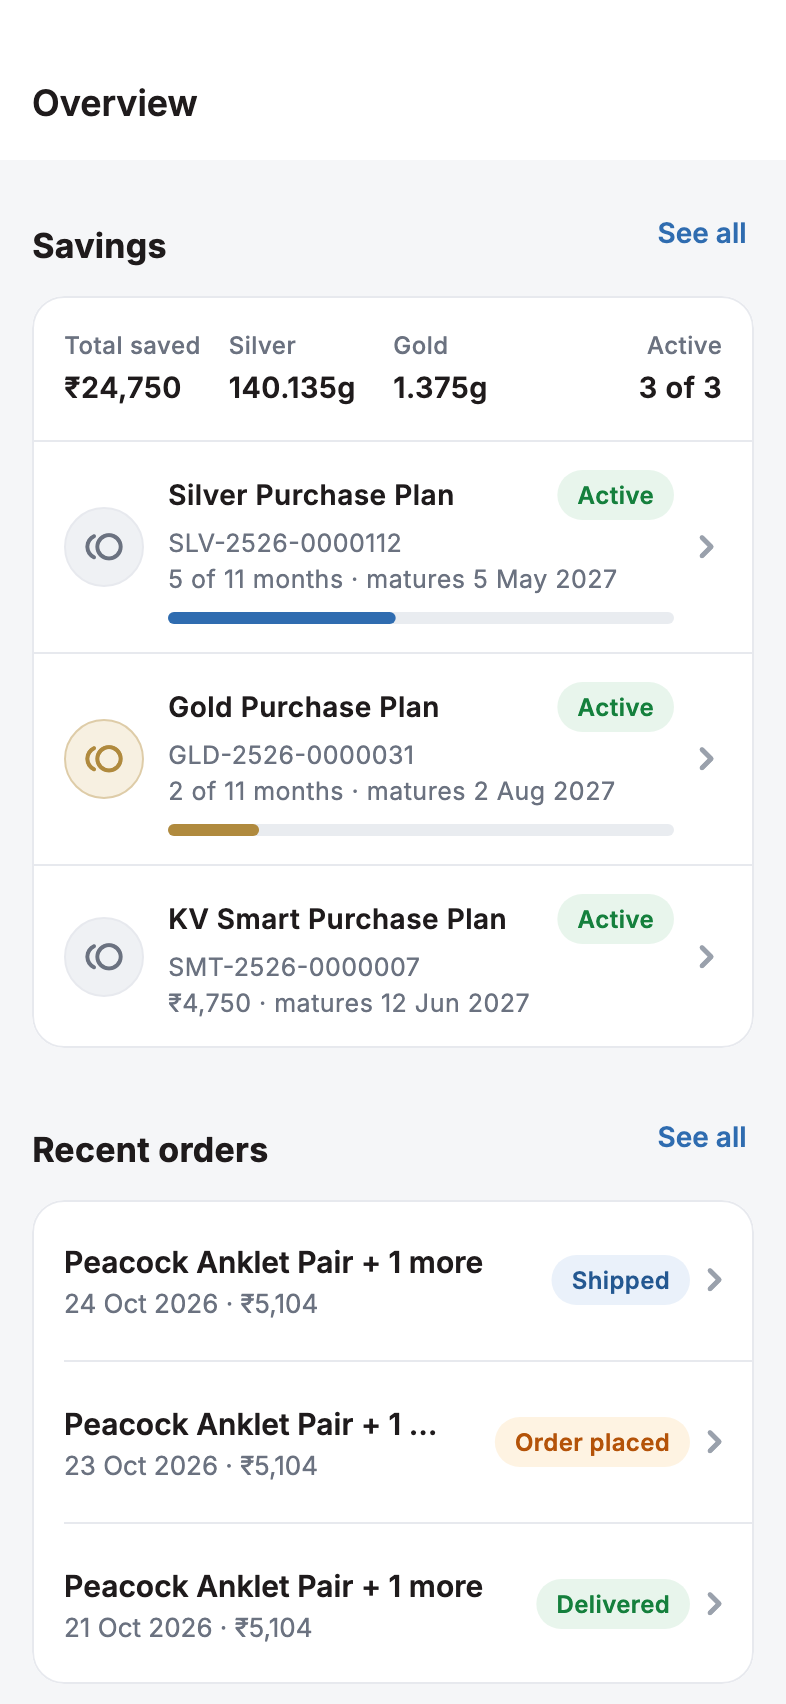 Overview
Savings
See all
Total saved Silver Gold Active
₹24,750 140.135g 1.375g 3 of 3
Silver Purchase Plan Active
SLV-2526-0000112
5 of 11 months · matures 5 May 2027
Gold Purchase Plan Active
GLD-2526-0000031
2 of 11 months · matures 2 Aug 2027
KV Smart Purchase Plan Active
SMT-2526-0000007
₹4,750 · matures 12 Jun 2027
Recent orders
See all
Peacock Anklet Pair + 1 more
24 Oct 2026 · ₹5,104
Shipped
Peacock Anklet Pair + 1 ...
23 Oct 2026 · ₹5,104
Order placed
Peacock Anklet Pair + 1 more
21 Oct 2026 · ₹5,104
Delivered